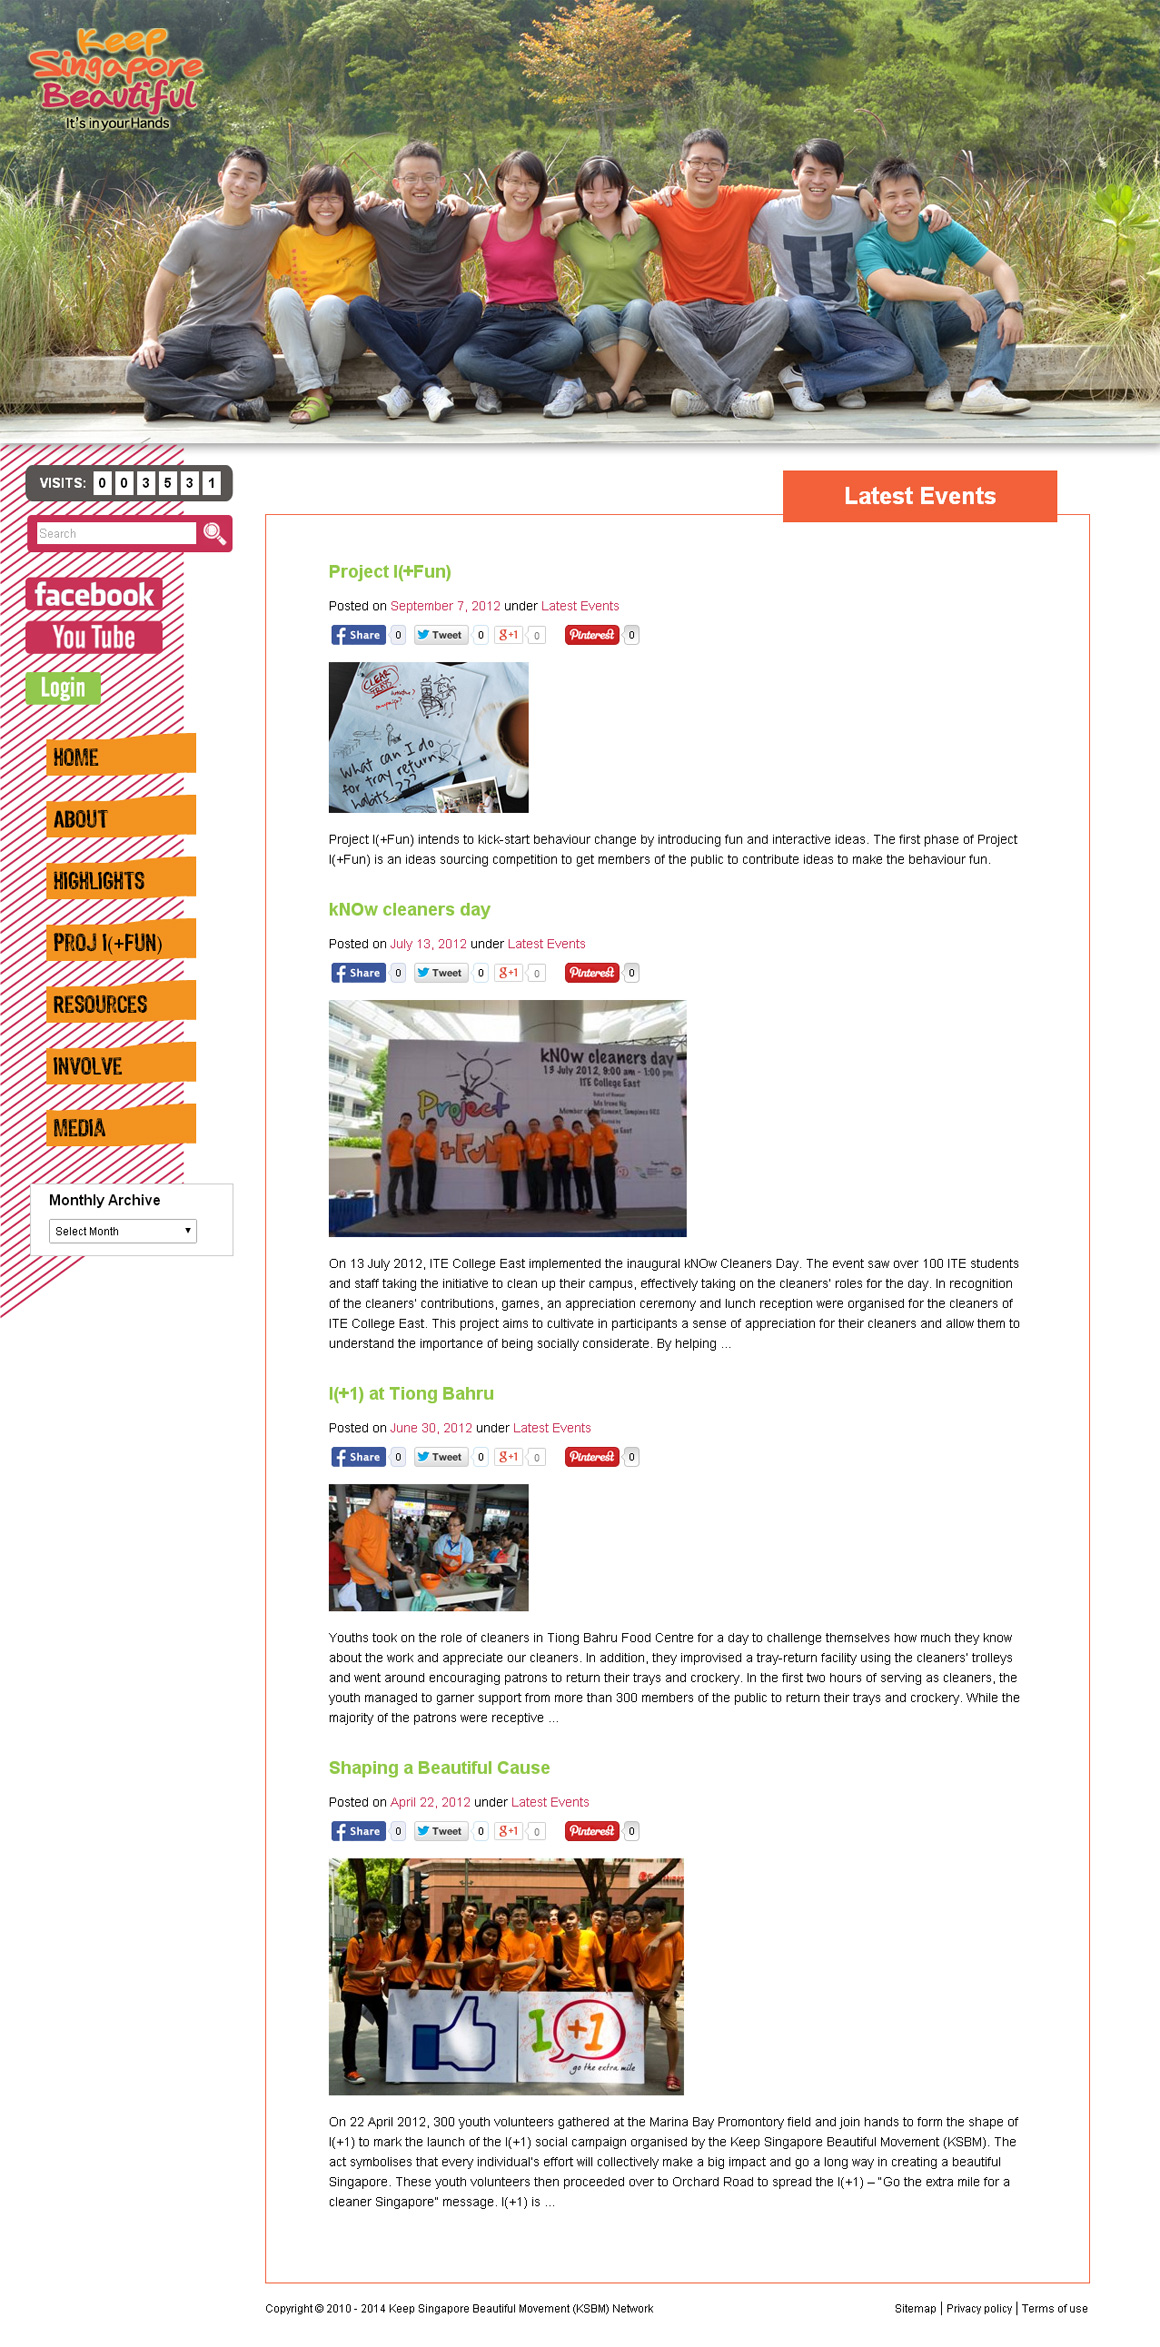 Keep
Singapore
Beautiful
It's in your Hands
VISITS: 0 0 3 5 3 1
Search
facebook
You Tube
Login
HOME
ABOUT
HIGHLIGHTS
PROJ I(+FUN)
RESOURCES
INVOLVE
MEDIA
Monthly Archive
Select Month
Latest Events
Project I(+Fun)
Posted on September 7, 2012 under Latest Events
Share 0 Tweet 0 g+1 0 Pinterest 0
CLEAR
TRAYS
campaign?
What can I do
for tray return
habits???
Project I(+Fun) intends to kick-start behaviour change by introducing fun and interactive ideas. The first phase of Project
I(+Fun) is an ideas sourcing competition to get members of the public to contribute ideas to make the behaviour fun.
kNOw cleaners day
Posted on July 13, 2012 under Latest Events
Share 0 Tweet 0 g+1 0 Pinterest 0
kNOw cleaners day
13 July 2012, 9:00 am - 1:00 pm
ITE College East
Guest of Honour
Ms Irene Ng
Member of Parliament, Tampines GRC
Project
+FUN
On 13 July 2012, ITE College East implemented the inaugural kNOw Cleaners Day. The event saw over 100 ITE students
and staff taking the initiative to clean up their campus, effectively taking on the cleaners' roles for the day. In recognition
of the cleaners' contributions, games, an appreciation ceremony and lunch reception were organised for the cleaners of
ITE College East. This project aims to cultivate in participants a sense of appreciation for their cleaners and allow them to
understand the importance of being socially considerate. By helping ...
I(+1) at Tiong Bahru
Posted on June 30, 2012 under Latest Events
Share 0 Tweet 0 g+1 0 Pinterest 0
Youths took on the role of cleaners in Tiong Bahru Food Centre for a day to challenge themselves how much they know
about the work and appreciate our cleaners. In addition, they improvised a tray-return facility using the cleaners' trolleys
and went around encouraging patrons to return their trays and crockery. In the first two hours of serving as cleaners, the
youth managed to garner support from more than 300 members of the public to return their trays and crockery. While the
majority of the patrons were receptive ...
Shaping a Beautiful Cause
Posted on April 22, 2012 under Latest Events
Share 0 Tweet 0 g+1 0 Pinterest 0
I +1
go the extra mile
On 22 April 2012, 300 youth volunteers gathered at the Marina Bay Promontory field and join hands to form the shape of
I(+1) to mark the launch of the I(+1) social campaign organised by the Keep Singapore Beautiful Movement (KSBM). The
act symbolises that every individual's effort will collectively make a big impact and go a long way in creating a beautiful
Singapore. These youth volunteers then proceeded over to Orchard Road to spread the I(+1) – "Go the extra mile for a
cleaner Singapore" message. I(+1) is ...
Copyright © 2010 - 2014 Keep Singapore Beautiful Movement (KSBM) Network
Sitemap | Privacy policy | Terms of use